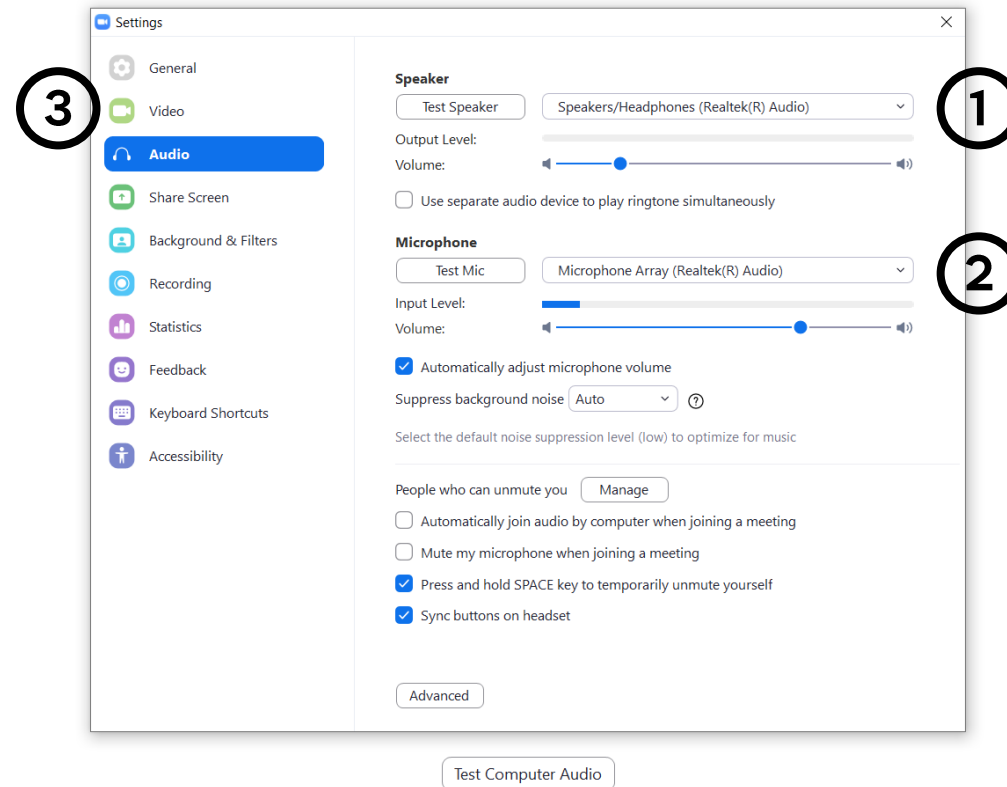 Settings
General
3
Video
Audio
Share Screen
Background & Filters
Recording
Statistics
Feedback
Keyboard Shortcuts
Accessibility
Speaker
Test Speaker Speakers/Headphones (Realtek(R) Audio)
1
Output Level:
Volume:
Use separate audio device to play ringtone simultaneously
Microphone
Test Mic Microphone Array (Realtek(R) Audio)
2
Input Level:
Volume:
Automatically adjust microphone volume
Suppress background noise Auto ?
Select the default noise suppression level (low) to optimize for music
People who can unmute you Manage
Automatically join audio by computer when joining a meeting
Mute my microphone when joining a meeting
Press and hold SPACE key to temporarily unmute yourself
Sync buttons on headset
Advanced
Test Computer Audio